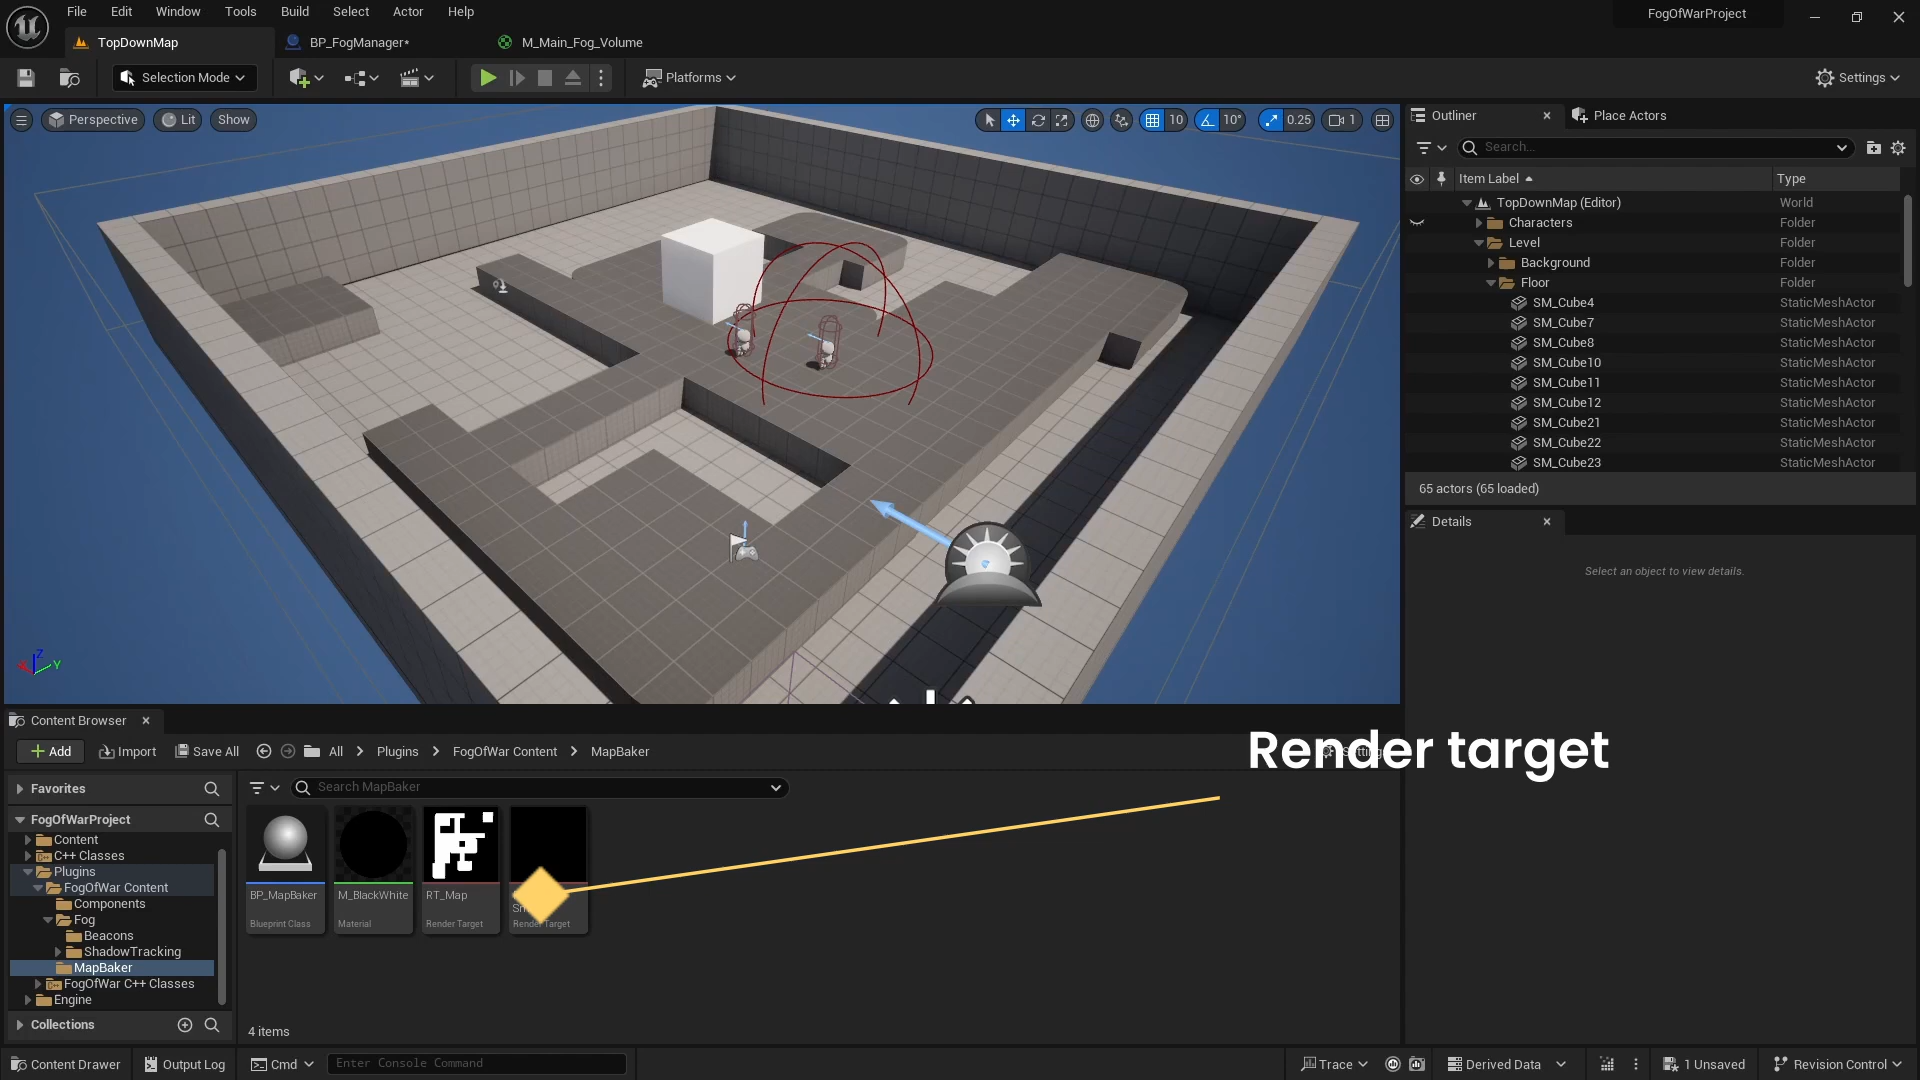 File Edit Window Tools Build Select Actor Help
FogOfWarProject
TopDownMap BP_FogManager* M_Main_Fog_Volume
Selection Mode Platforms Settings
Perspective Lit Show 10 10° 0.25 1
Outliner Place Actors
Search...
Item Label Type
TopDownMap (Editor) World
Characters Folder
Level Folder
Background Folder
Floor Folder
SM_Cube4 StaticMeshActor
SM_Cube7 StaticMeshActor
SM_Cube8 StaticMeshActor
SM_Cube10 StaticMeshActor
SM_Cube11 StaticMeshActor
SM_Cube12 StaticMeshActor
SM_Cube21 StaticMeshActor
SM_Cube22 StaticMeshActor
SM_Cube23 StaticMeshActor
65 actors (65 loaded)
Details
Select an object to view details.
Z
Y
Content Browser
Add Import Save All All Plugins FogOfWar Content MapBaker
Render target
Favorites
Search MapBaker
FogOfWarProject
Content
C++ Classes
Plugins
FogOfWar Content
Components
Fog
Beacons
ShadowTracking
MapBaker
FogOfWar C++ Classes
Engine
Collections
BP_MapBaker M_BlackWhite RT_Map
Blueprint Class Material Render Target Render Target
4 items
Content Drawer Output Log Cmd Enter Console Command Trace Derived Data 1 Unsaved Revision Control